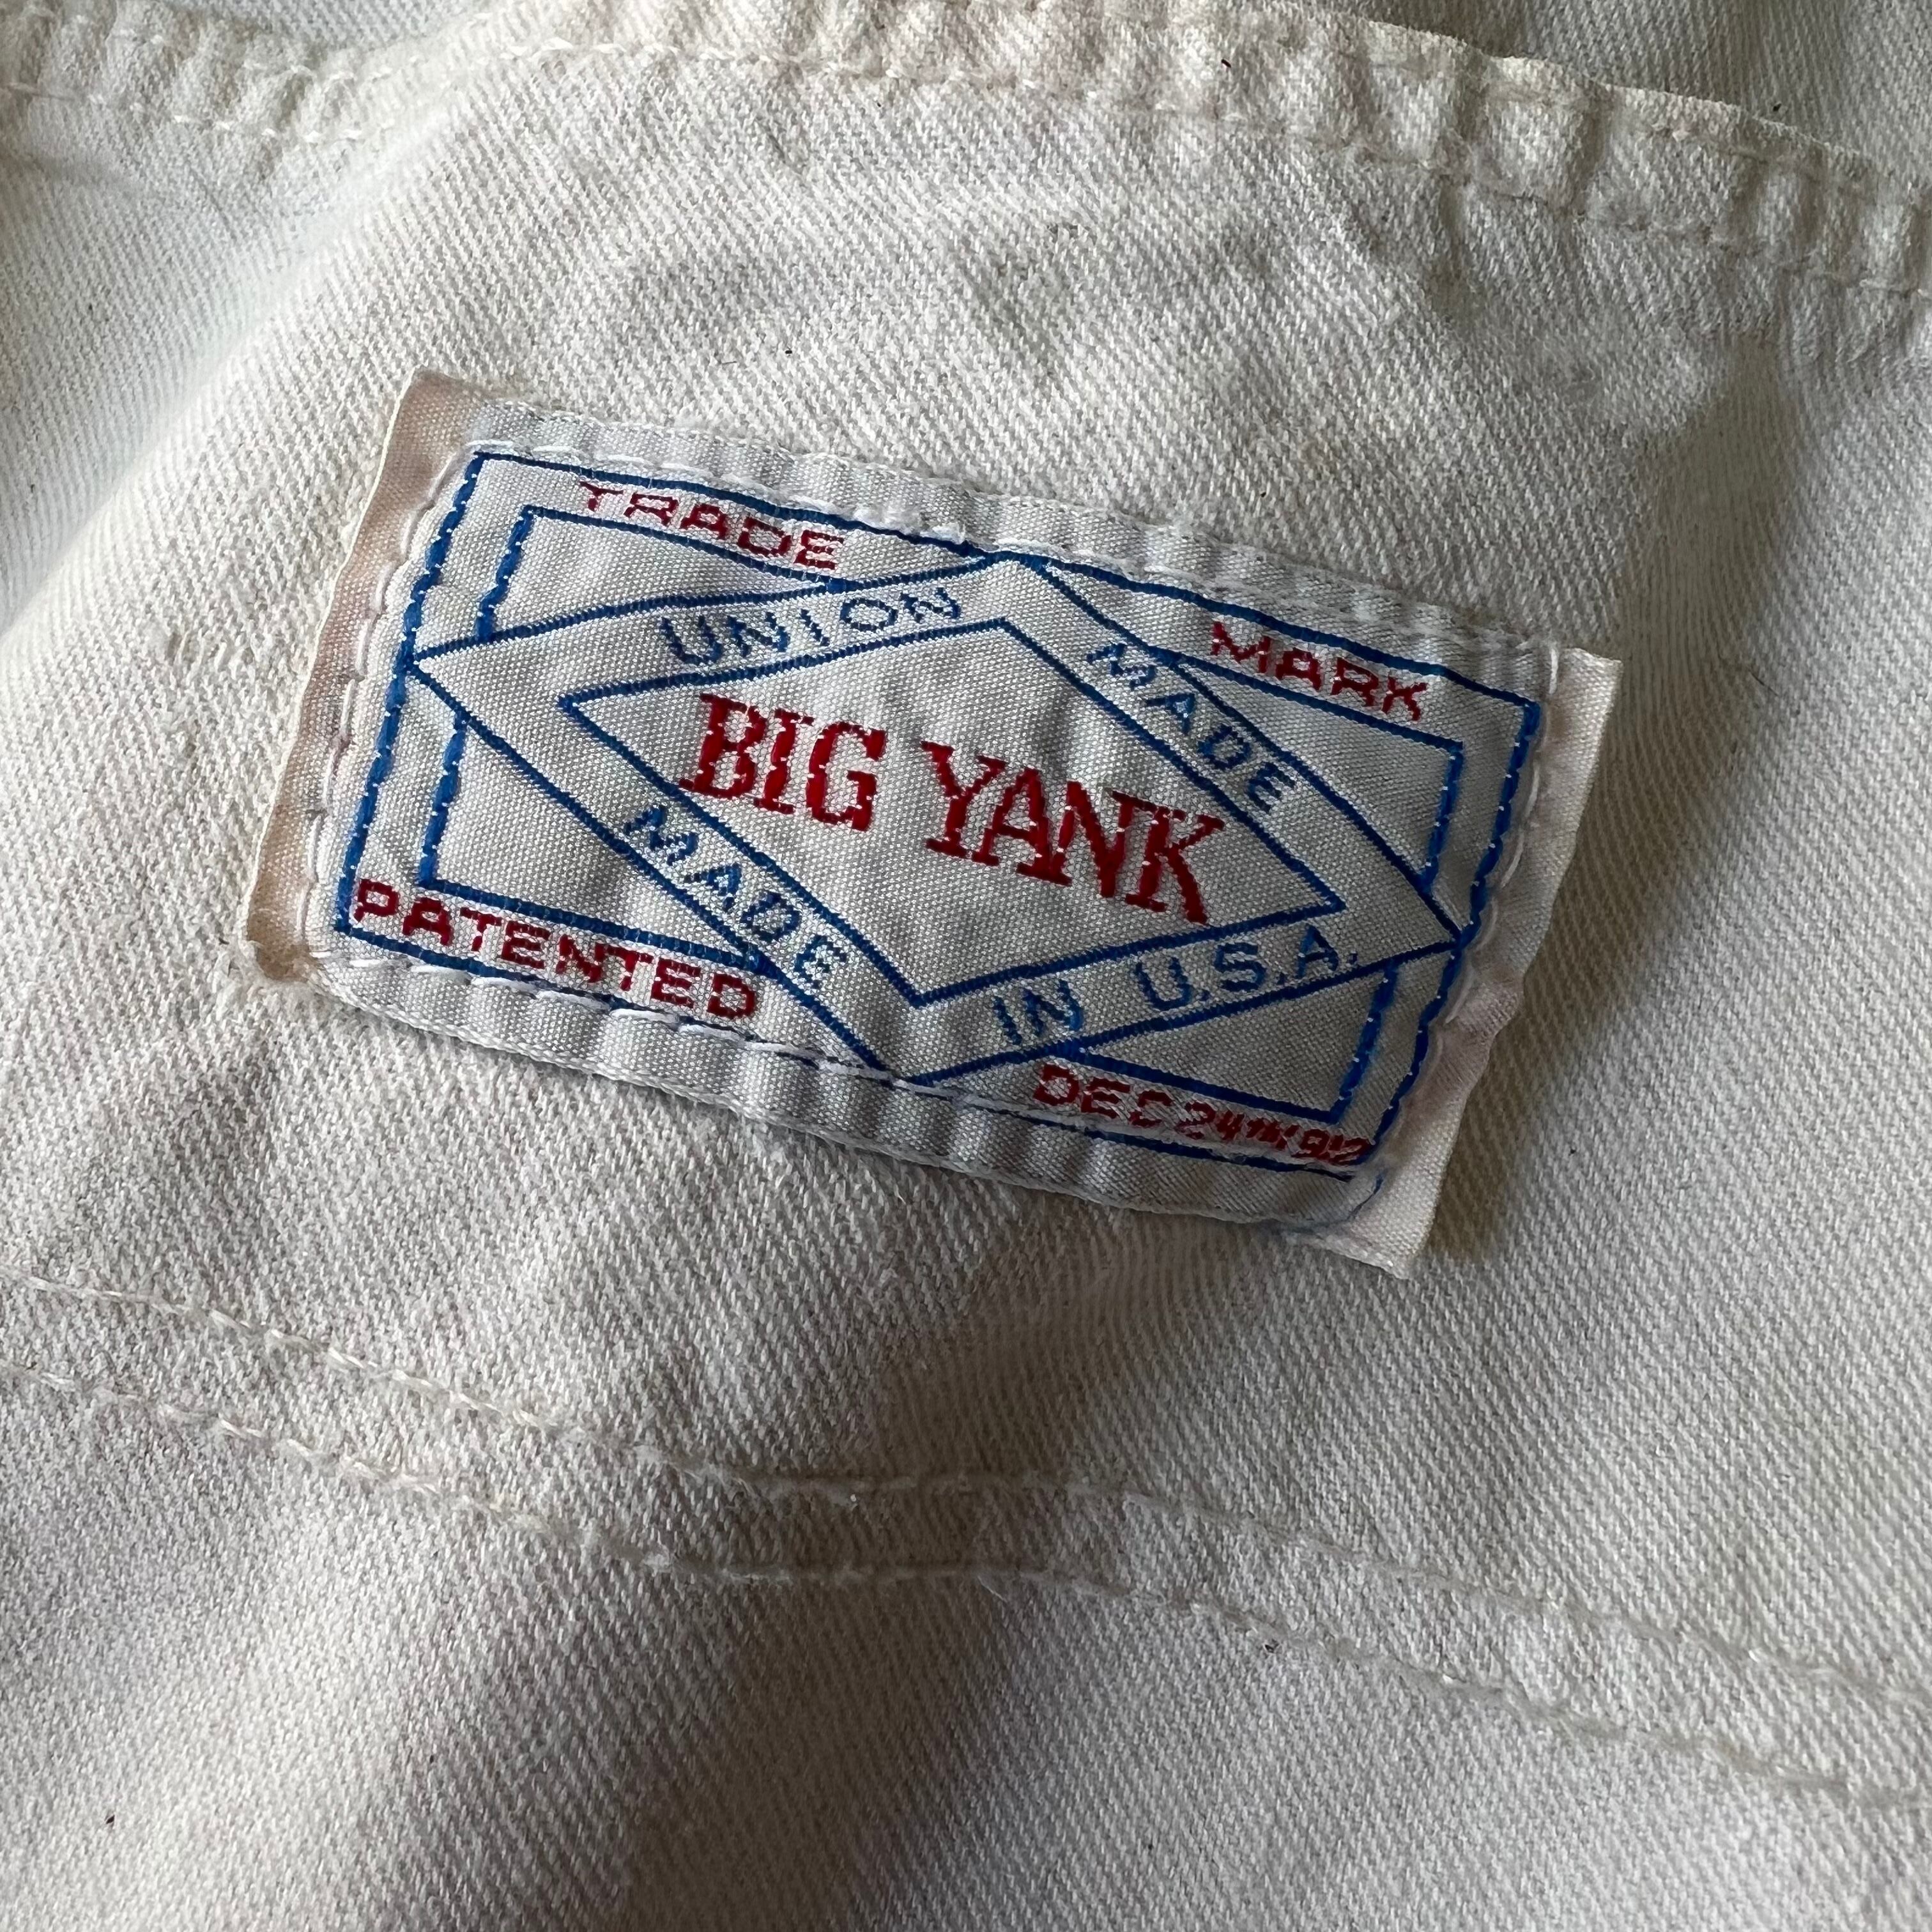 TRADE MARK
UNION MADE
BIG YANK
MADE IN U.S.A.
PATENTED DEC 24TH 1912